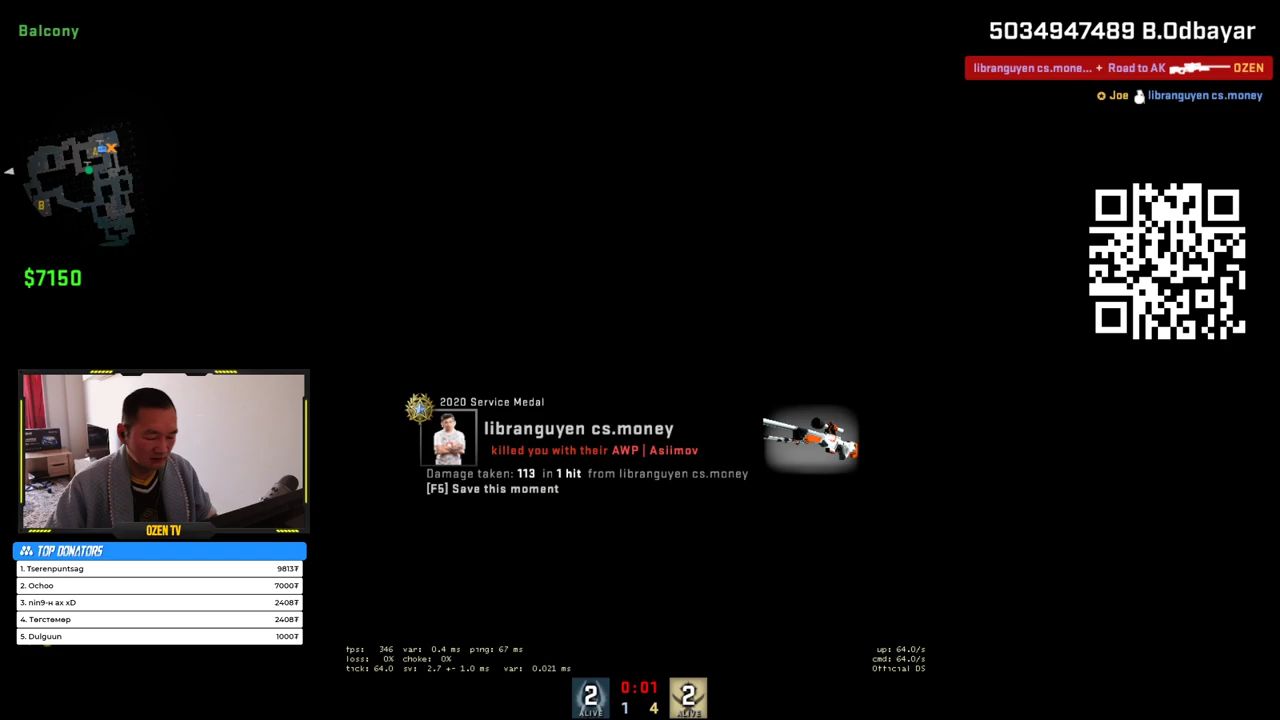 Balcony
5034947489 B.Odbayar
libranguyen cs.mone... + Road to AK OZEN
Joe libranguyen cs.money
A
B
$7150
2020 Service Medal
libranguyen cs.money
killed you with their AWP | Asiimov
Damage taken: 113 in 1 hit from libranguyen cs.money
[F5] Save this moment
OZEN TV
TOP DONATORS
1. Tserenpuntsag 9813₮
2. Ochoo 7000₮
3. nin9-н ах xD 2408₮
4. Төгстөмөр 2408₮
5. Dulguun 1000₮
fps: 346 var: 0.4 ms ping: 67 ms
loss: 0% choke: 0%
tick: 64.0 sv: 2.7 +- 1.0 ms var: 0.021 ms
up: 64.0/s
cmd: 64.0/s
Official DS
2 ALIVE
0:01
1 4
2 ALIVE